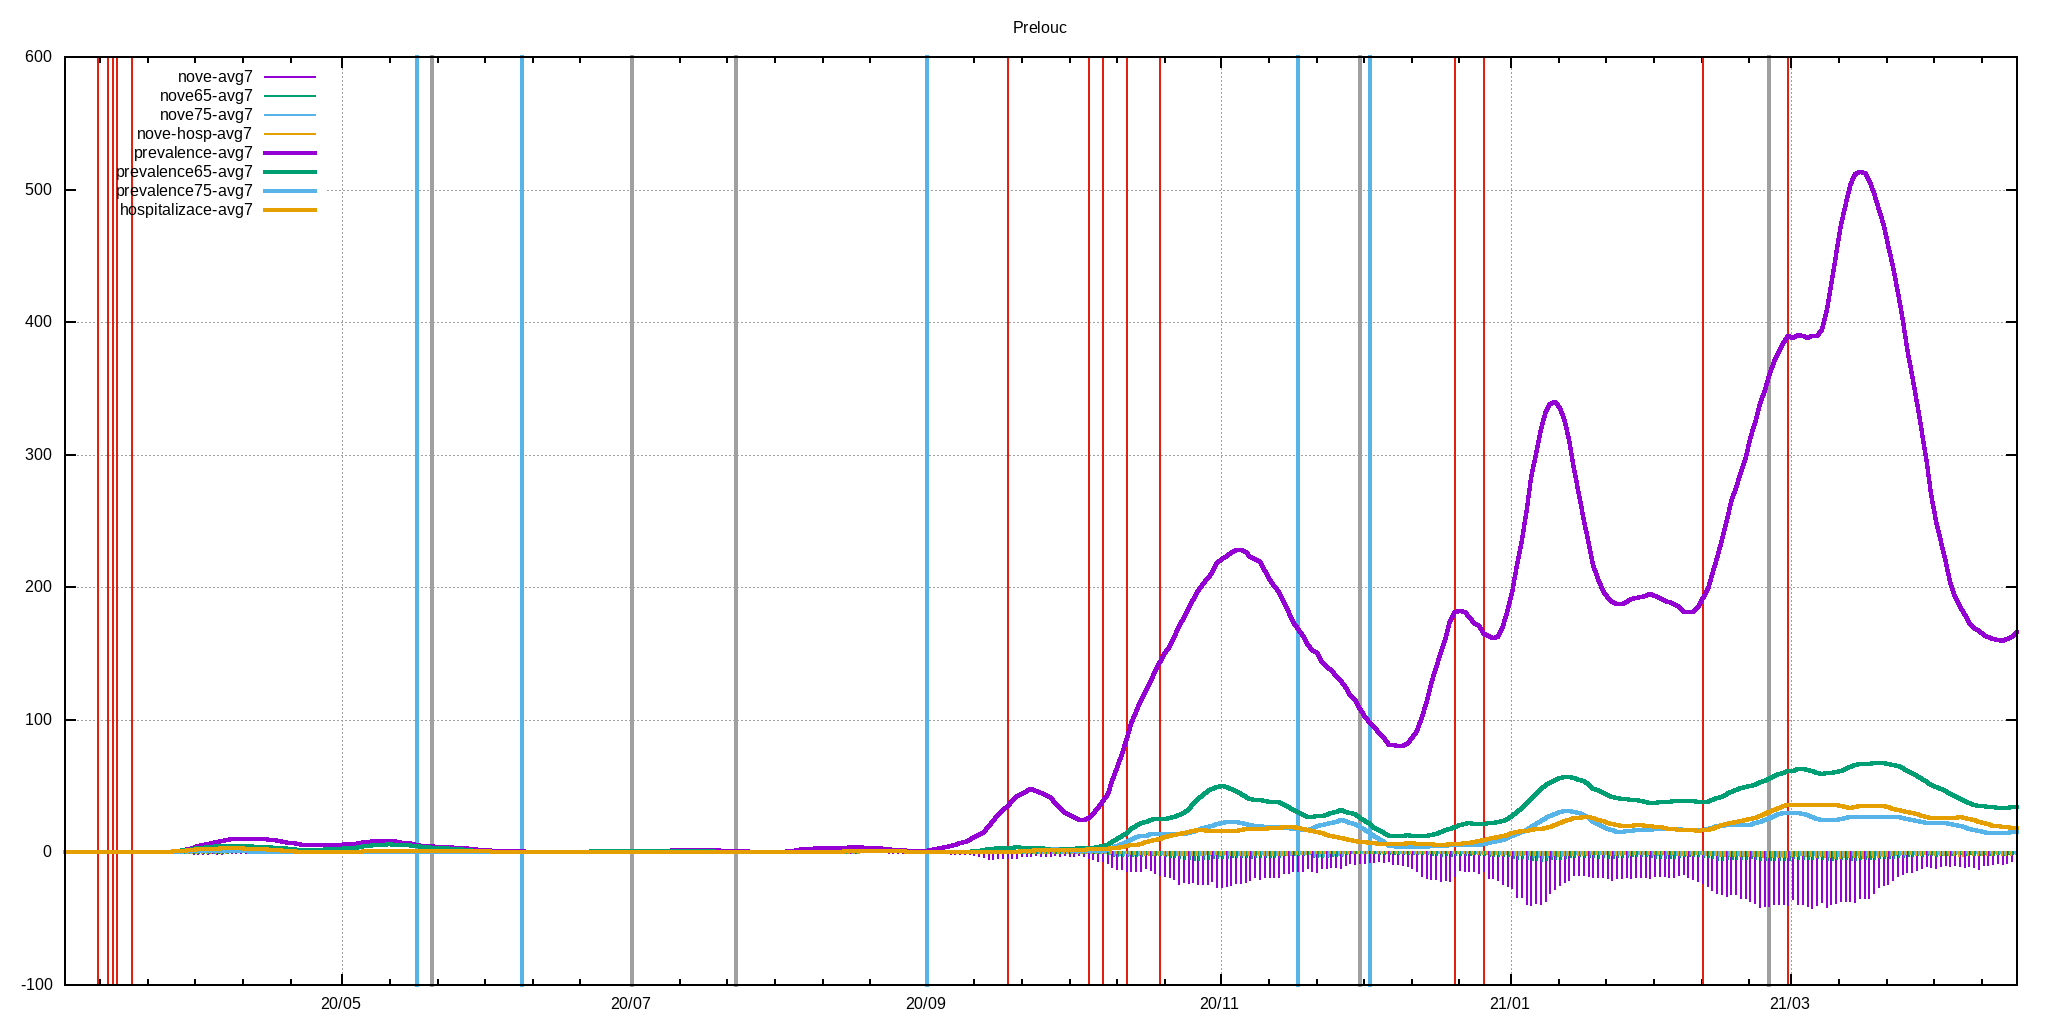 Prelouc
600
500
400
300
200
100
0
-100
nove-avg7
nove65-avg7
nove75-avg7
nove-hosp-avg7
prevalence-avg7
prevalence65-avg7
prevalence75-avg7
hospitalizace-avg7
20/05 20/07 20/09 20/11 21/01 21/03